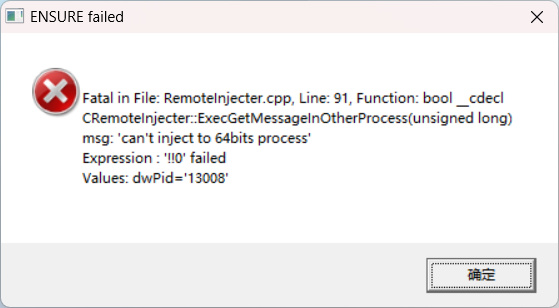 ENSURE failed
Fatal in File: RemoteInjecter.cpp, Line: 91, Function: bool __cdecl
CRemoteInjecter::ExecGetMessageInOtherProcess(unsigned long)
msg: 'can't inject to 64bits process'
Expression : '!!0' failed
Values: dwPid='13008'
确定